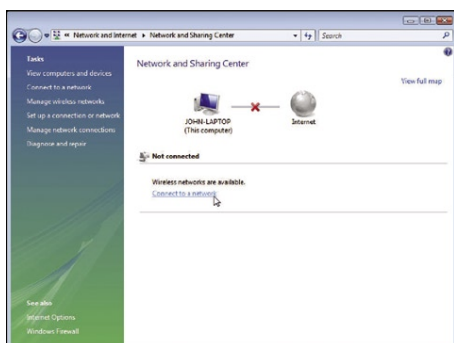 Network and Internet ▸ Network and Sharing Center
Search
Tasks
View computers and devices
Connect to a network
Manage wireless networks
Set up a connection or network
Manage network connections
Diagnose and repair
See also
Internet Options
Windows Firewall
Network and Sharing Center
View full map
JOHN-LAPTOP
(This computer)
Internet
Not connected
Wireless networks are available.
Connect to a network